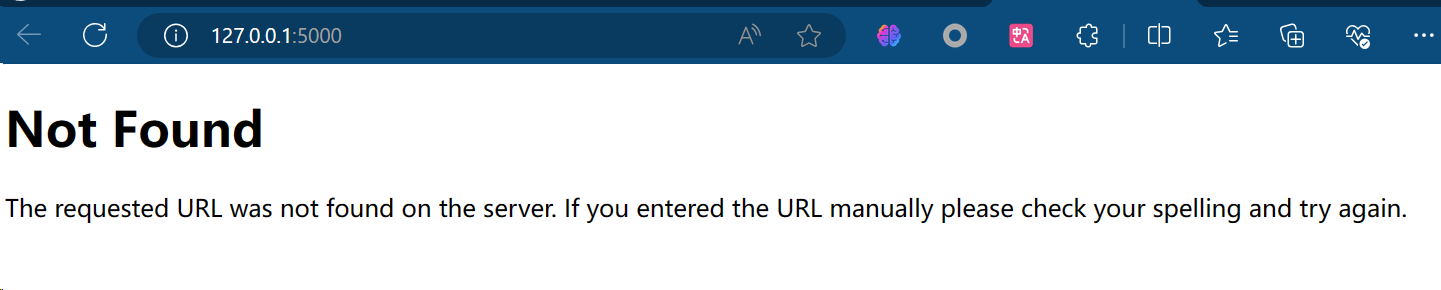 127.0.0.1:5000
A
中 A
Not Found
The requested URL was not found on the server. If you entered the URL manually please check your spelling and try again.